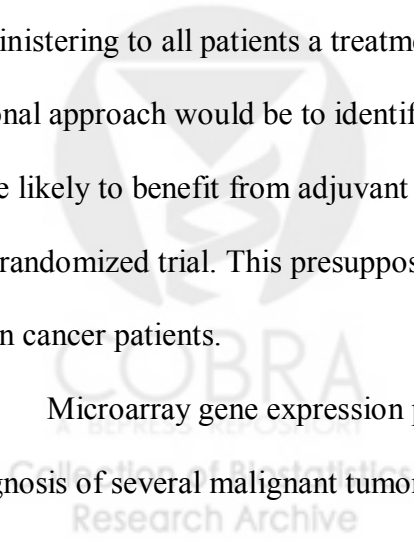 inistering to all patients a treatme
onal approach would be to identif
e likely to benefit from adjuvant
randomized trial. This presuppos
n cancer patients.
COBRA
A BEPRESS REPOSITORY
Microarray gene expression p
Collection of Biostatistics
gnosis of several malignant tumor
Research Archive